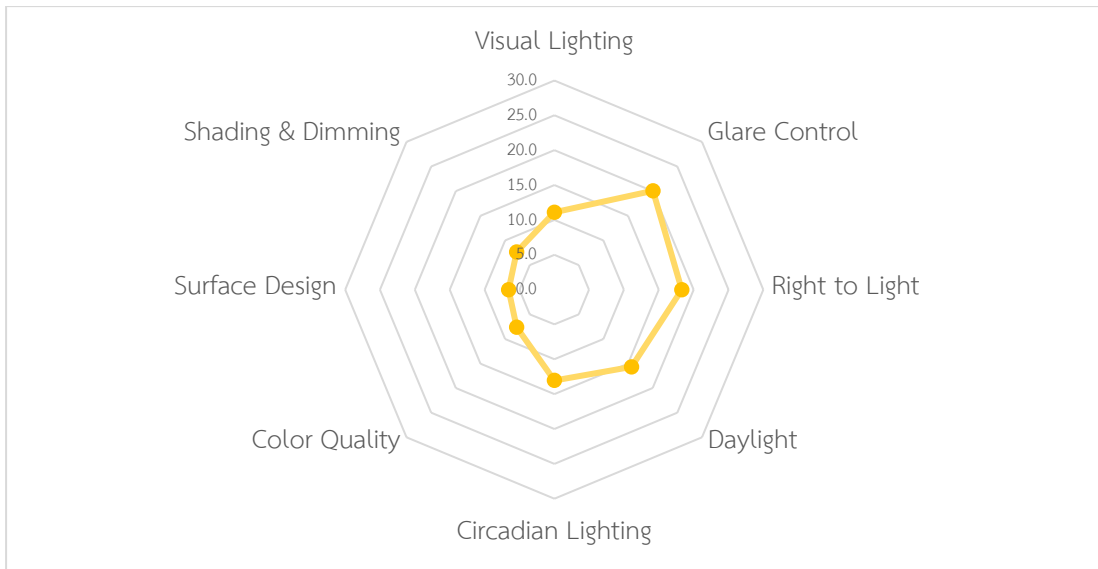 Visual Lighting
30.0
25.0
20.0
15.0
10.0
5.0
0.0
Glare Control
Right to Light
Daylight
Circadian Lighting
Color Quality
Surface Design
Shading & Dimming